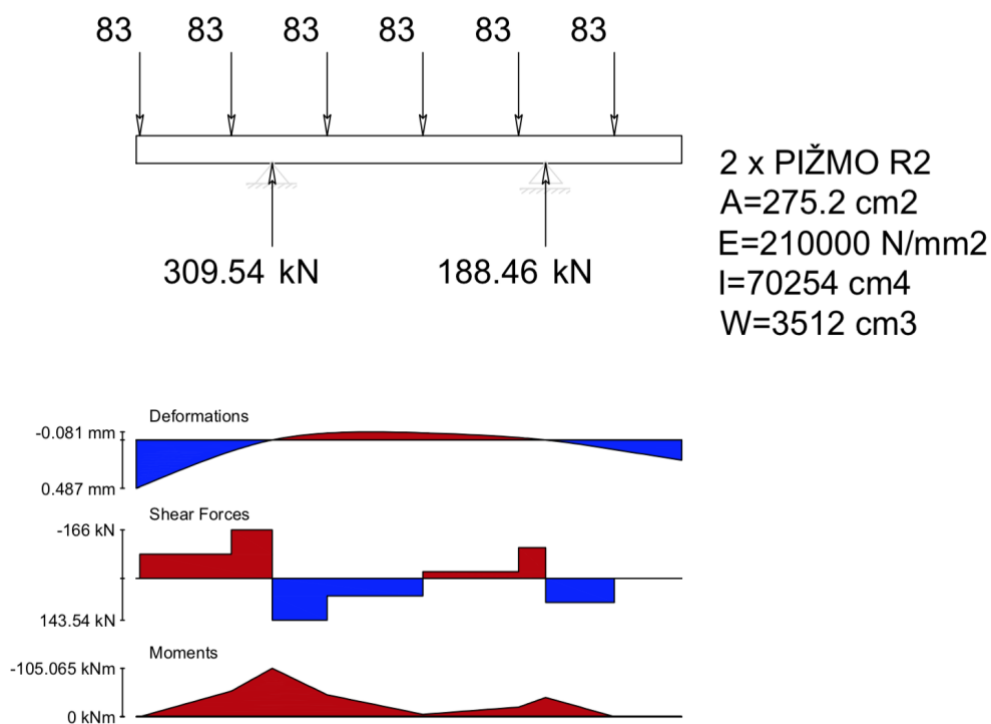 83 83 83 83 83 83
2 x PIŽMO R2
A=275.2 cm2
E=210000 N/mm2
I=70254 cm4
W=3512 cm3
309.54 kN 188.46 kN
Deformations
-0.081 mm
0.487 mm
Shear Forces
-166 kN
143.54 kN
Moments
-105.065 kNm
0 kNm